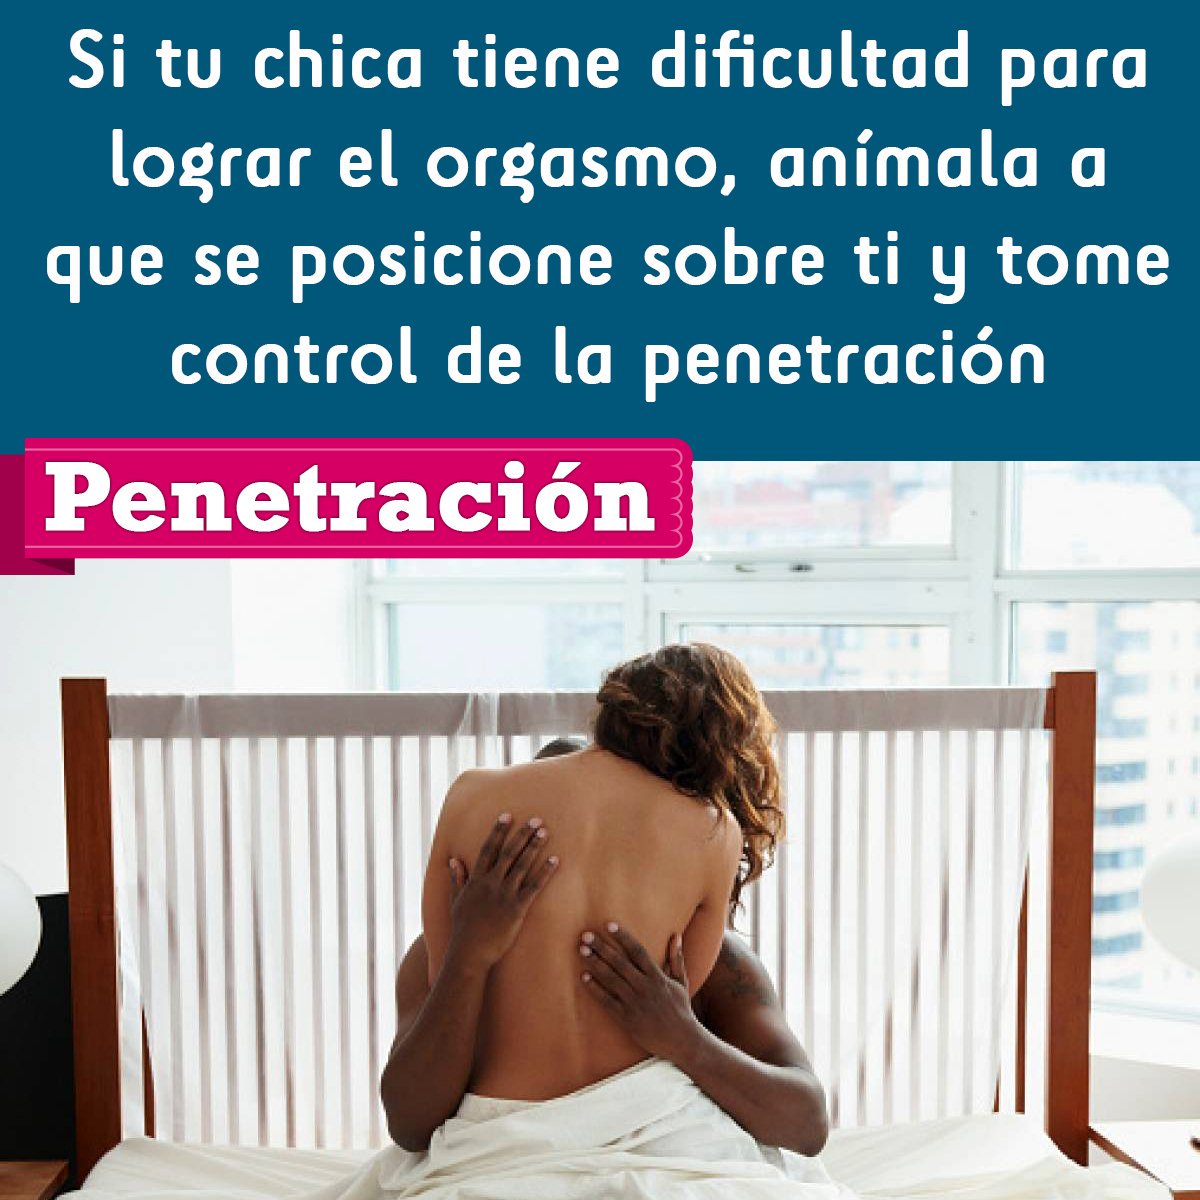 Si tu chica tiene dificultad para
lograr el orgasmo, anímala a
que se posicione sobre ti y tome
control de la penetración
Penetración